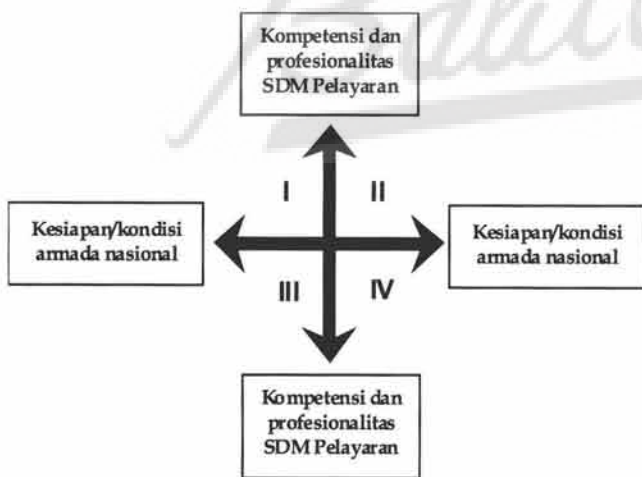 Kompetensi dan
profesionalitas
SDM Pelayaran
I
II
Kesiapan/kondisi
armada nasional
Kesiapan/kondisi
armada nasional
III
IV
Kompetensi dan
profesionalitas
SDM Pelayaran